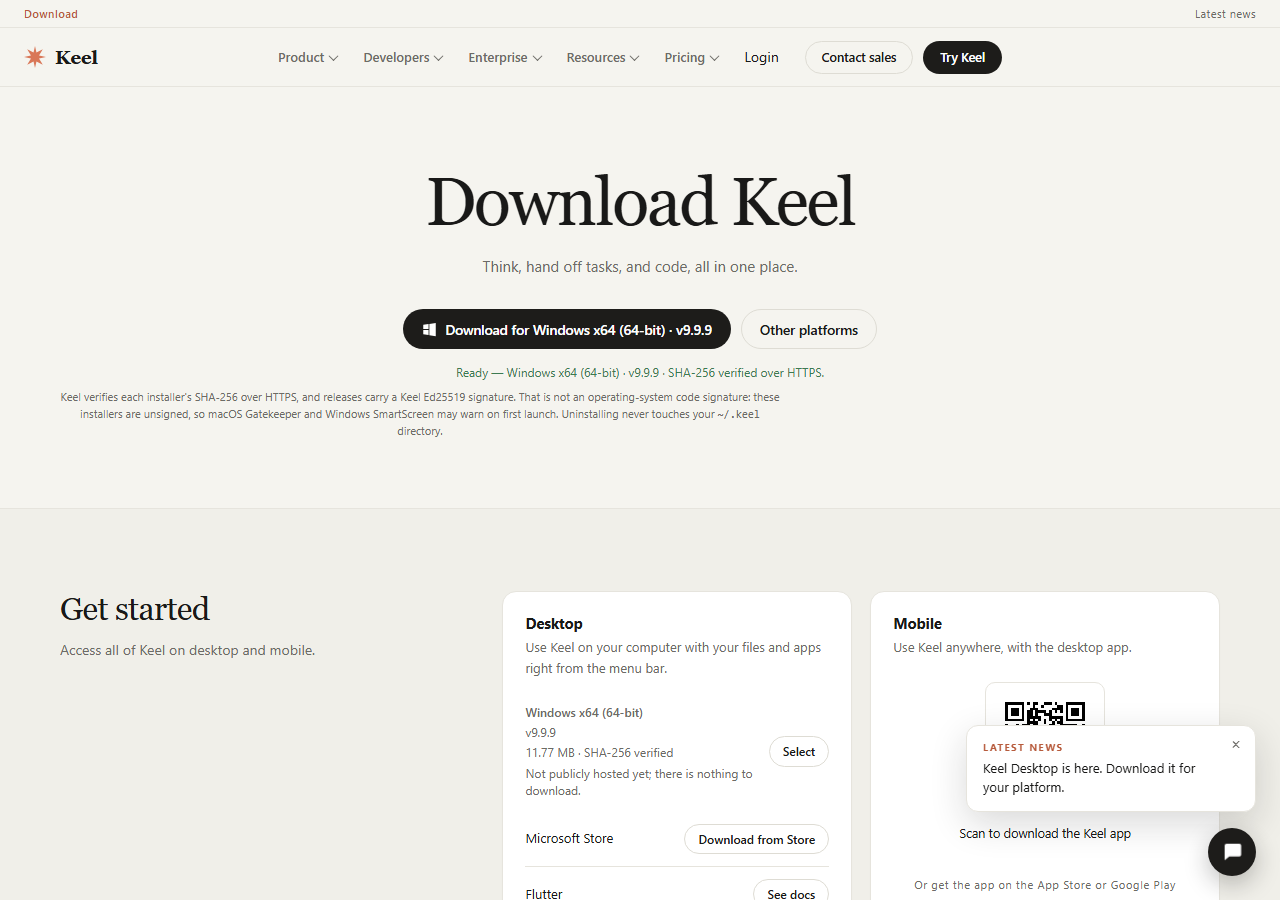 Download
Latest news
Keel
Product
Developers
Enterprise
Resources
Pricing
Login
Contact sales
Try Keel
Download Keel
Think, hand off tasks, and code, all in one place.
Download for Windows x64 (64-bit) · v9.9.9
Other platforms
Ready — Windows x64 (64-bit) · v9.9.9 · SHA-256 verified over HTTPS.
Keel verifies each installer's SHA-256 over HTTPS, and releases carry a Keel Ed25519 signature. That is not an operating-system code signature: these
installers are unsigned, so macOS Gatekeeper and Windows SmartScreen may warn on first launch. Uninstalling never touches your ~/.keel
directory.
Get started
Access all of Keel on desktop and mobile.
Desktop
Use Keel on your computer with your files and apps
right from the menu bar.
Windows x64 (64-bit)
v9.9.9
11.77 MB · SHA-256 verified
Not publicly hosted yet; there is nothing to
download.
Select
Microsoft Store
Download from Store
Flutter
See docs
Mobile
Use Keel anywhere, with the desktop app.
LATEST NEWS
Keel Desktop is here. Download it for
your platform.
Scan to download the Keel app
Or get the app on the App Store or Google Play